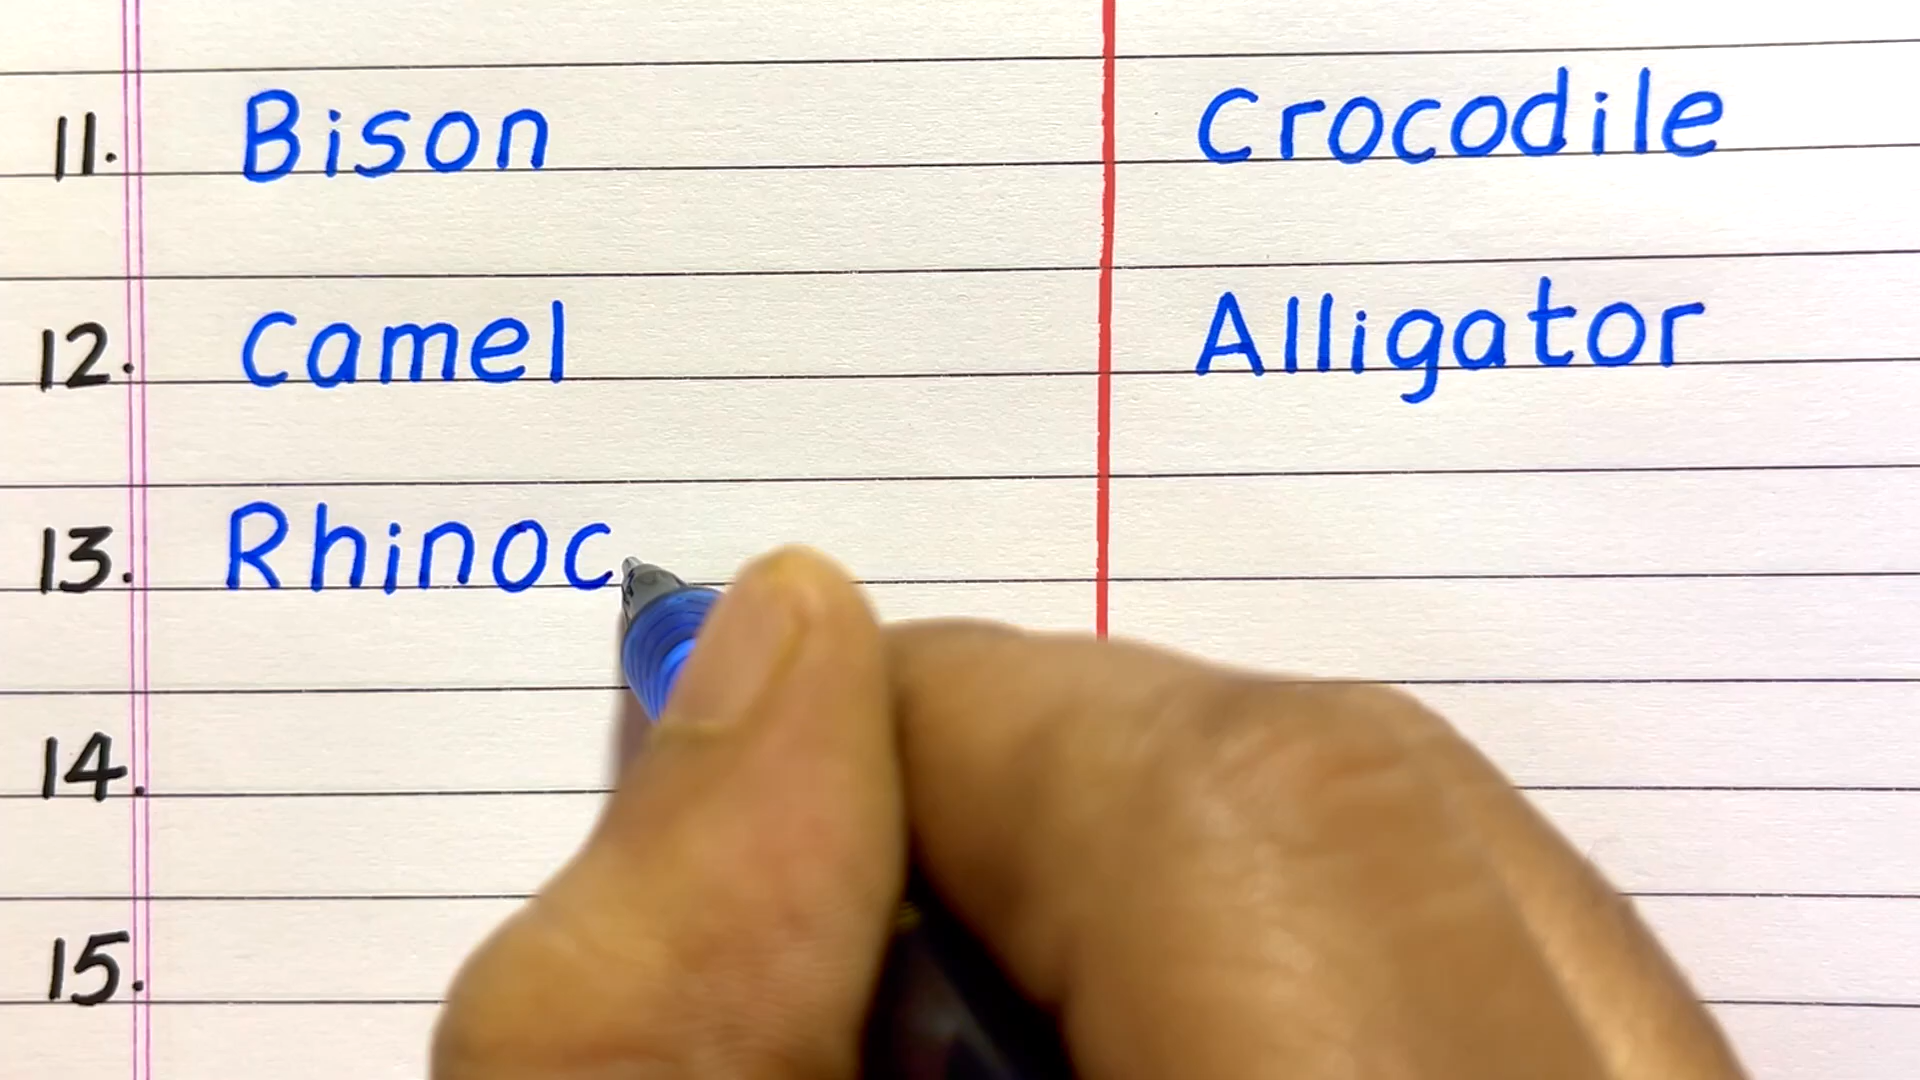 11. Bison Crocodile
12. Camel Alligator
13. Rhinoc
14.
15.